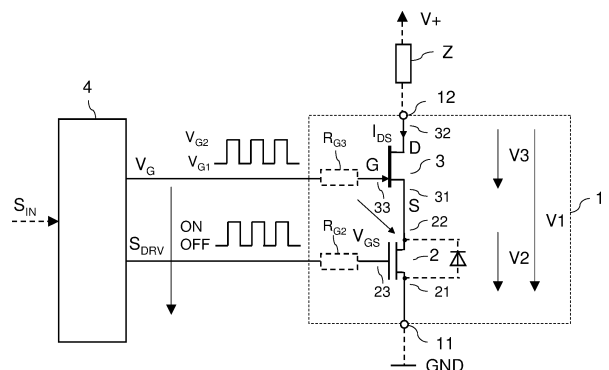 V+
Z
4
12
I_DS
32
V_G2
V_G1
R_G3
D
V_G
G
3
V3
33
31
S
1
S_IN
V1
ON
OFF
22
S_DRV
R_G2
V_GS
2
V2
23
21
11
GND